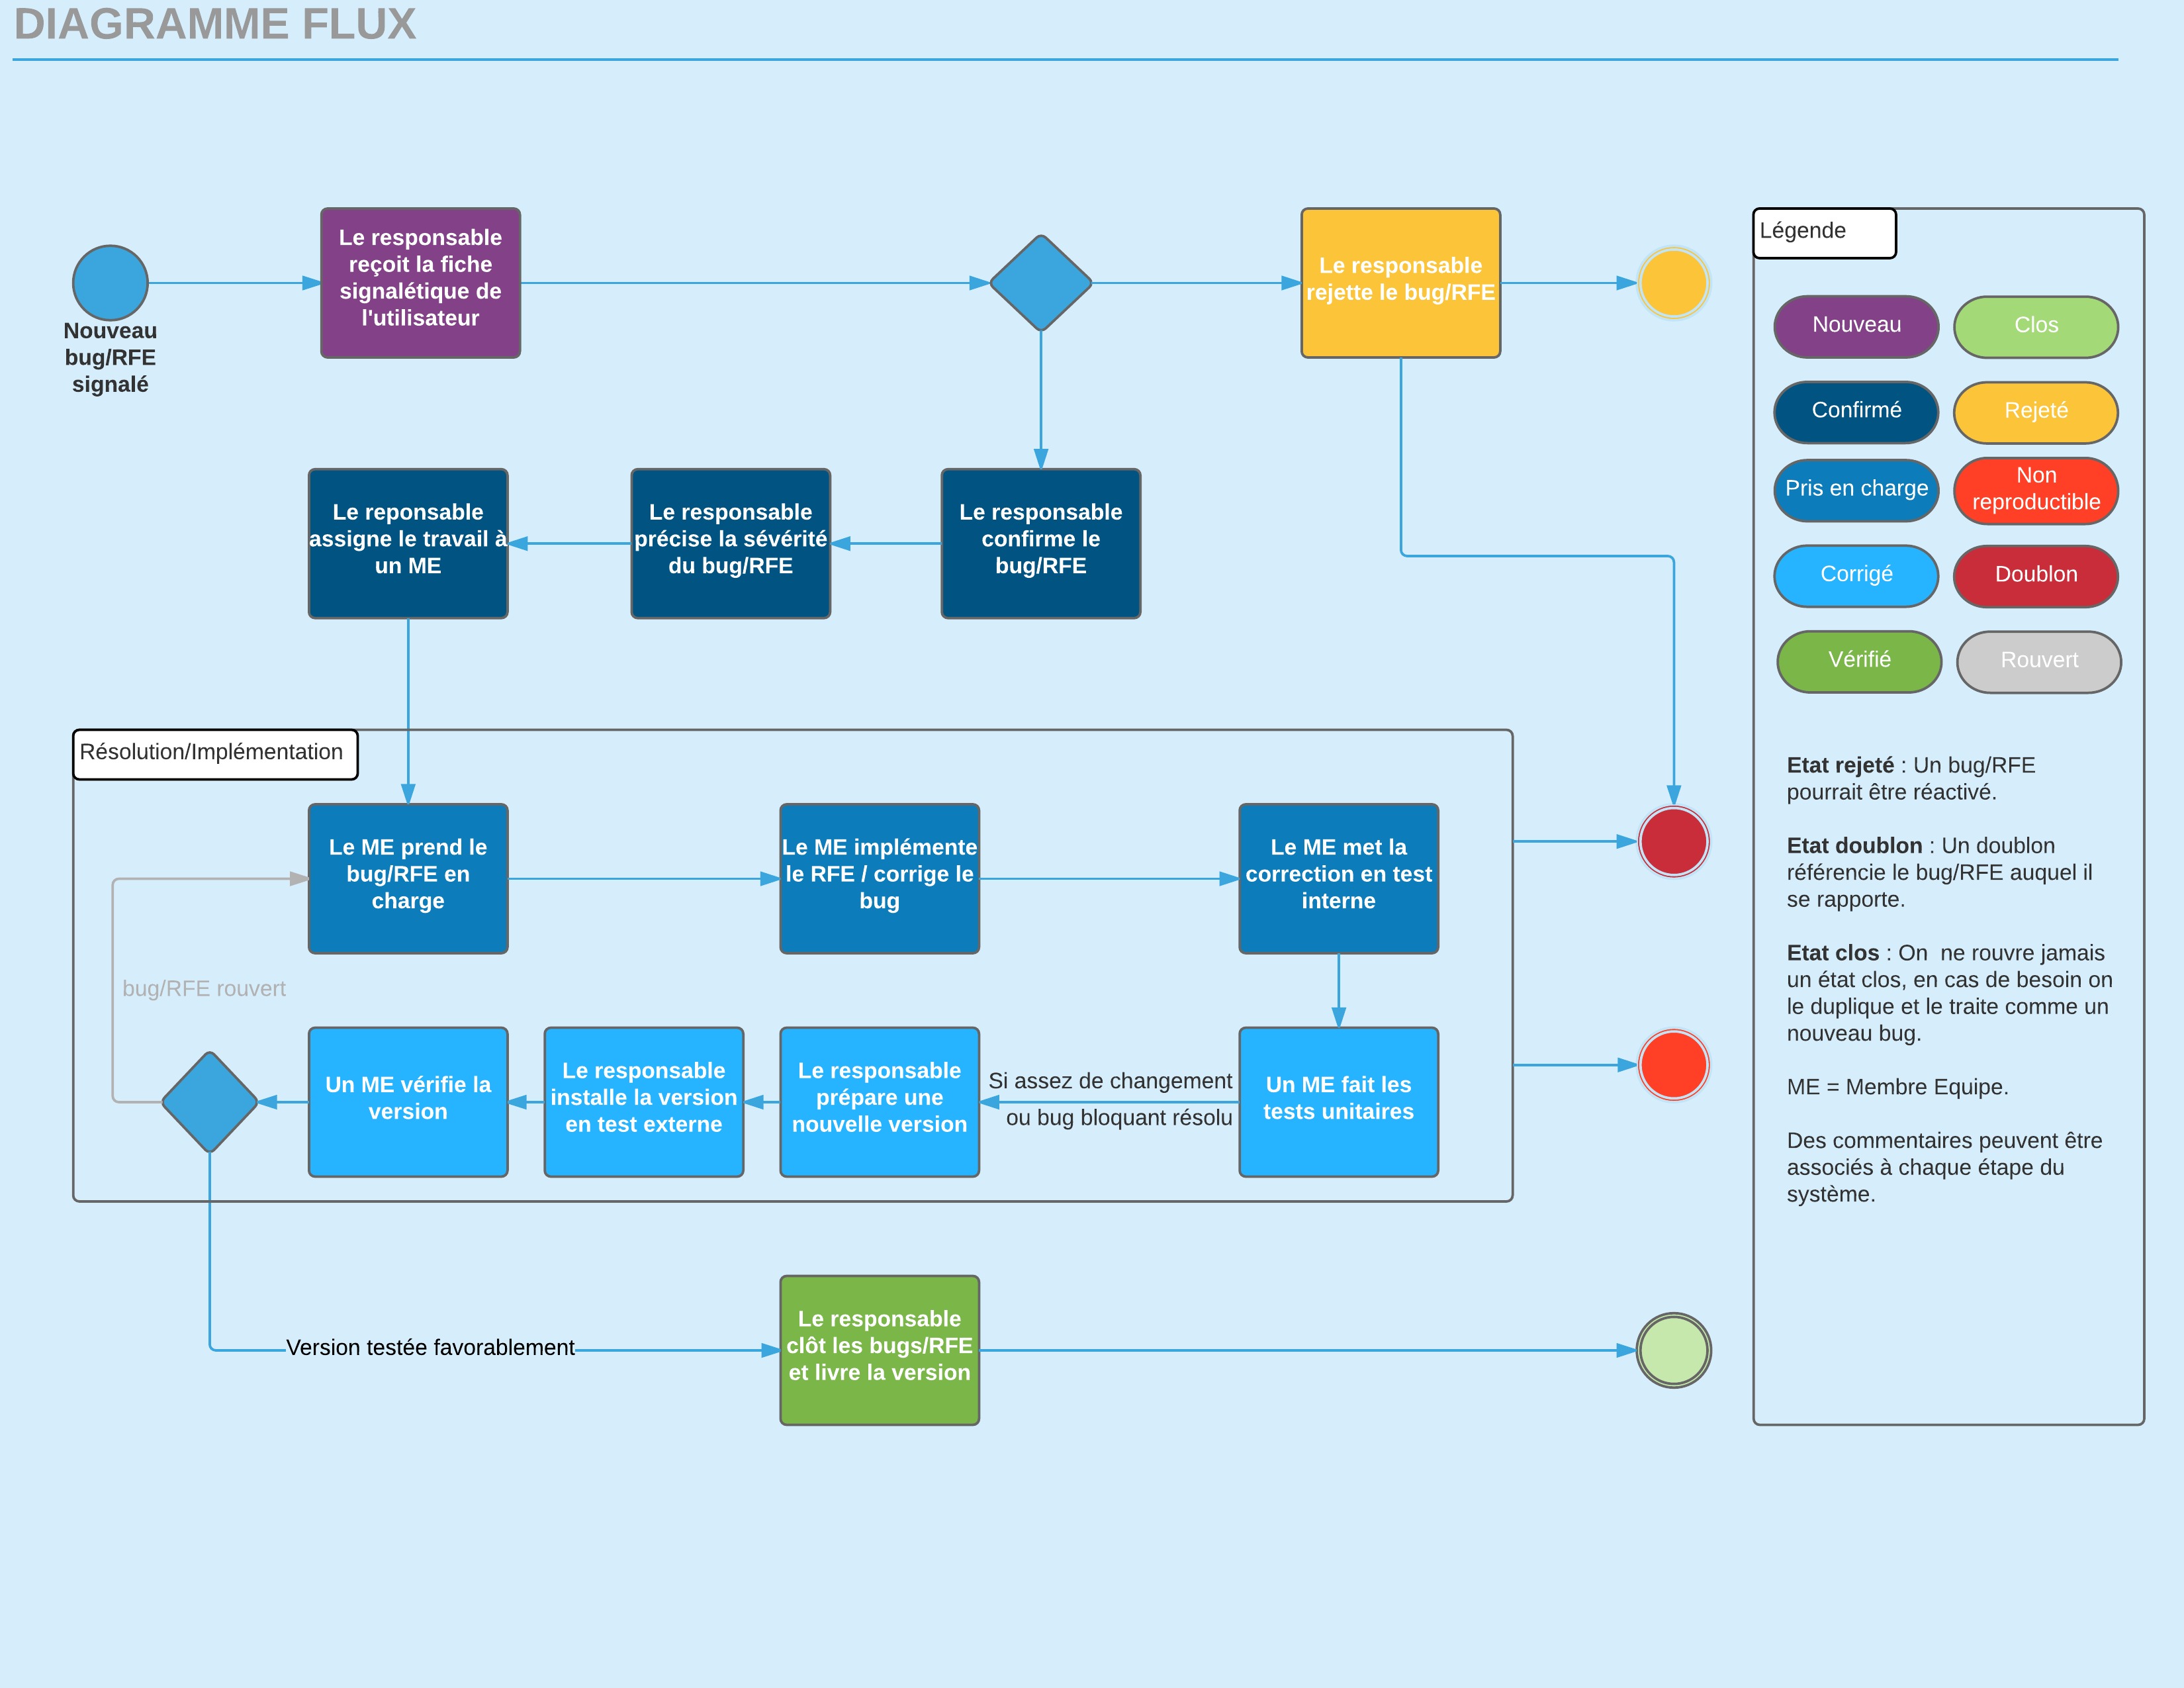 DIAGRAMME FLUX
Nouveau
bug/RFE
signalé
Le responsable
reçoit la fiche
signalétique de
l'utilisateur
Le responsable
rejette le bug/RFE
Le reponsable
assigne le travail à
un ME
Le responsable
précise la sévérité
du bug/RFE
Le responsable
confirme le
bug/RFE
Résolution/Implémentation
Le ME prend le
bug/RFE en
charge
Le ME implémente
le RFE / corrige le
bug
Le ME met la
correction en test
interne
bug/RFE rouvert
Un ME vérifie la
version
Le responsable
installe la version
en test externe
Le responsable
prépare une
nouvelle version
Si assez de changement
ou bug bloquant résolu
Un ME fait les
tests unitaires
Version testée favorablement
Le responsable
clôt les bugs/RFE
et livre la version
Légende
Nouveau
Clos
Confirmé
Rejeté
Pris en charge
Non
reproductible
Corrigé
Doublon
Vérifié
Rouvert
Etat rejeté : Un bug/RFE
pourrait être réactivé.
Etat doublon : Un doublon
référencie le bug/RFE auquel il
se rapporte.
Etat clos : On  ne rouvre jamais
un état clos, en cas de besoin on
le duplique et le traite comme un
nouveau bug.
ME = Membre Equipe.
Des commentaires peuvent être
associés à chaque étape du
système.